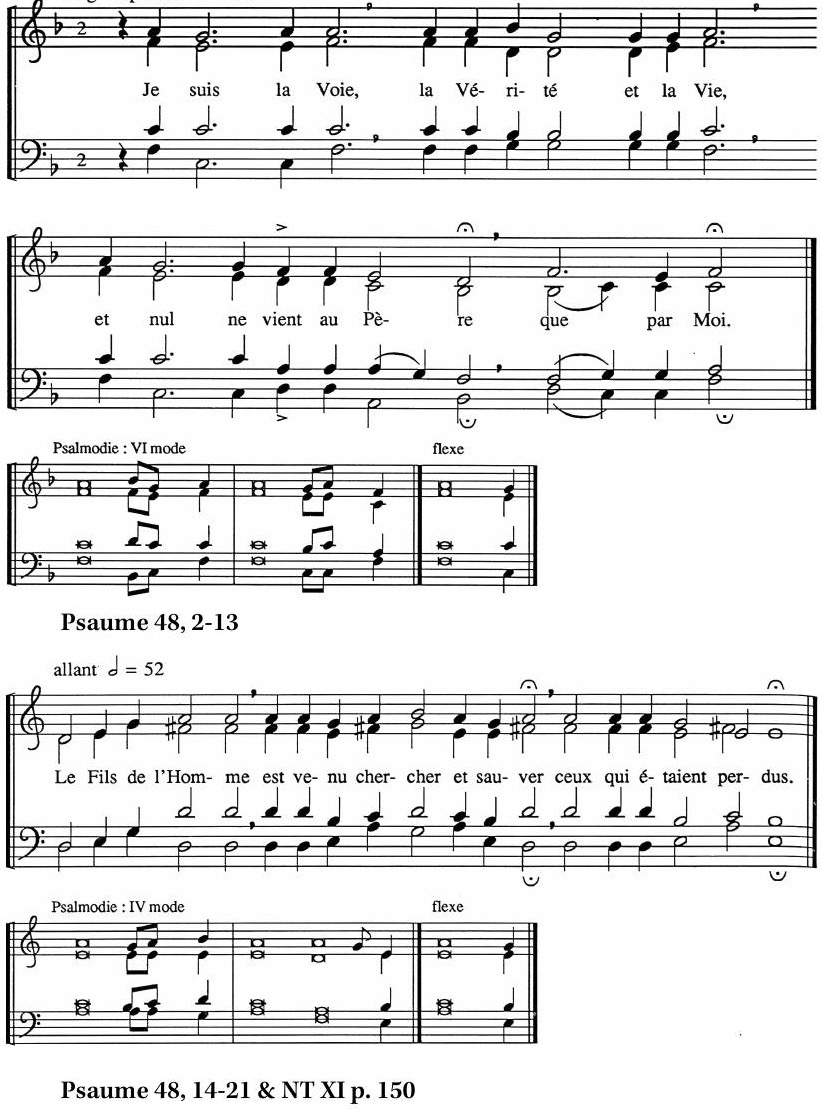 Je suis la Voie, la Vé- ri- té et la Vie,
et nul ne vient au Pè- re que par Moi.
Psalmodie : VI mode flexe
Psaume 48, 2-13
allant = 52
Le Fils de l'Hom- me est ve- nu cher- cher et sau- ver ceux qui é- taient per- dus.
Psalmodie : IV mode flexe
Psaume 48, 14-21 & NT XI p. 150